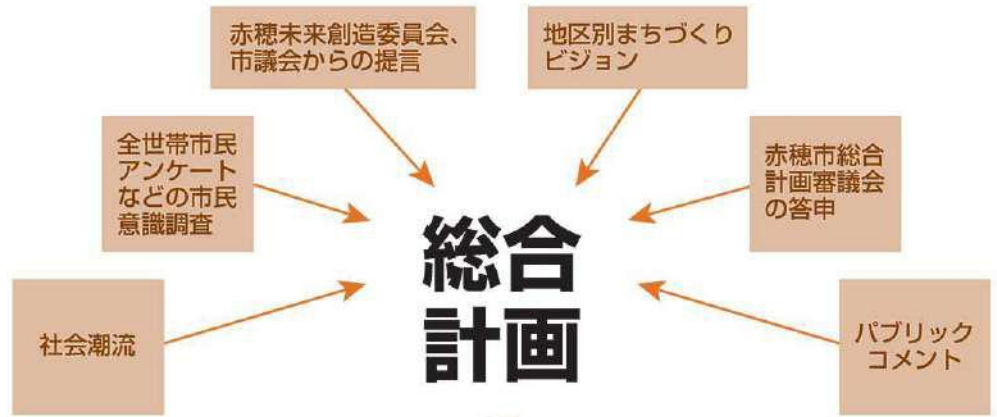 赤穂未来創造委員会、
市議会からの提言
地区別まちづくり
ビジョン
全世帯市民
アンケート
などの市民
意識調査
赤穂市総合
計画審議会
の答申
社会潮流
総合
計画
パブリック
コメント